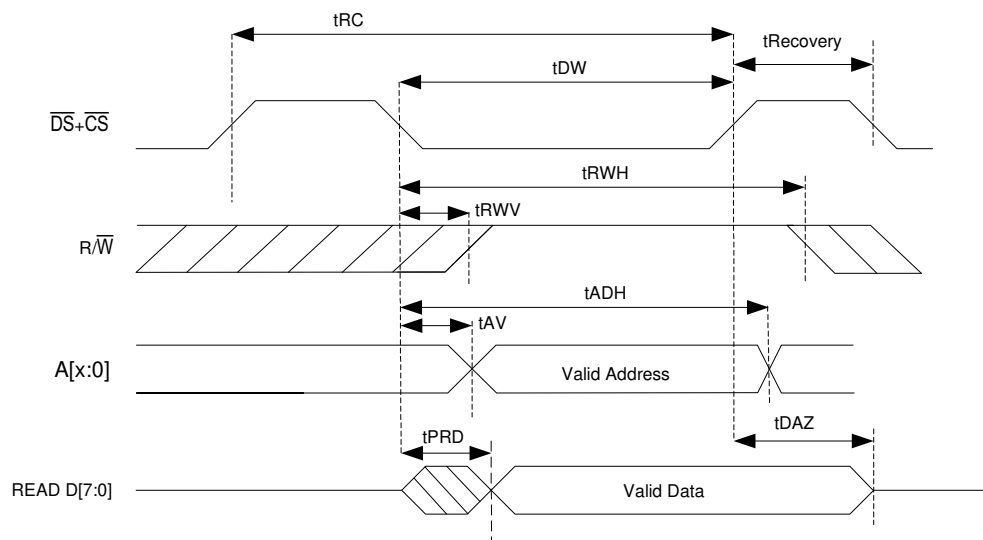 tRC
tRecovery
tDW
DS+CS
tRWH
tRWV
R/W
tADH
tAV
A[x:0]
Valid Address
tDAZ
tPRD
READ D[7:0]
Valid Data